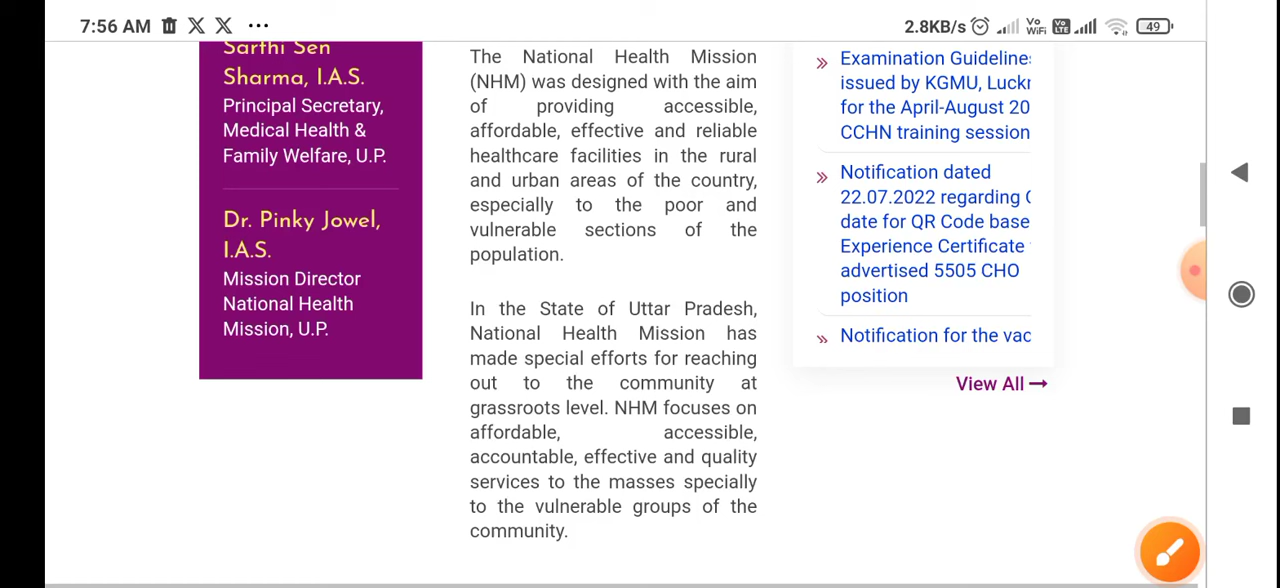 7:56 AM
2.8KB/s Vo WiFi Vo LTE 49
Sarthi Sen
Sharma, I.A.S.
Principal Secretary,
Medical Health &
Family Welfare, U.P.
Dr. Pinky Jowel,
I.A.S.
Mission Director
National Health
Mission, U.P.
The National Health Mission
(NHM) was designed with the aim
of providing accessible,
affordable, effective and reliable
healthcare facilities in the rural
and urban areas of the country,
especially to the poor and
vulnerable sections of the
population.
In the State of Uttar Pradesh,
National Health Mission has
made special efforts for reaching
out to the community at
grassroots level. NHM focuses on
affordable, accessible,
accountable, effective and quality
services to the masses specially
to the vulnerable groups of the
community.
Examination Guidelines
issued by KGMU, Luckn
for the April-August 20
CCHN training session
Notification dated
22.07.2022 regarding
date for QR Code base
Experience Certificate
advertised 5505 CHO
position
Notification for the vac
View All